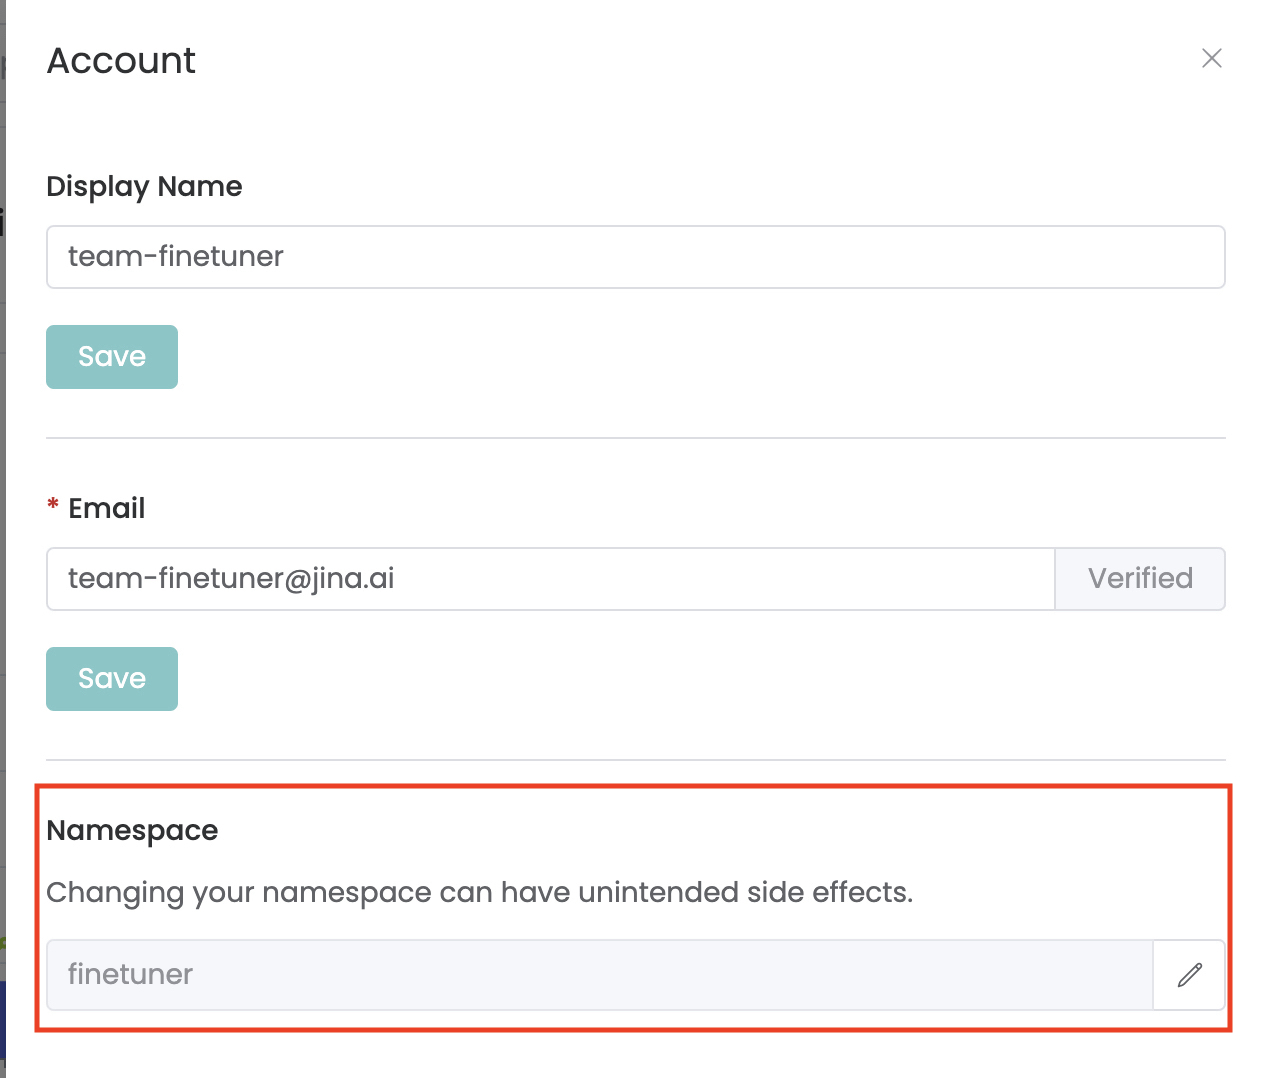 Account
Display Name
team-finetuner
Save
* Email
team-finetuner@jina.ai
Verified
Save
Namespace
Changing your namespace can have unintended side effects.
finetuner